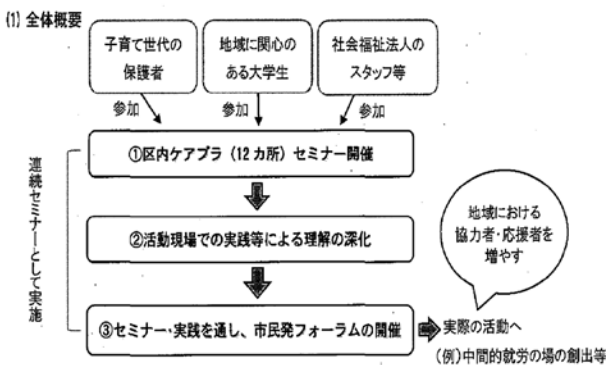 (1) 全体概要
子育て世代の
保護者
地域に関心の
ある大学生
社会福祉法人の
スタッフ等
参加
参加
参加
①区内ケアプラ（12カ所）セミナー開催
連続セミナーとして実施
②活動現場での実践等による理解の深化
地域における
協力者・応援者を
増やす
③セミナー・実践を通し、市民発フォーラムの開催
実際の活動へ
(例)中間的就労の場の創出等